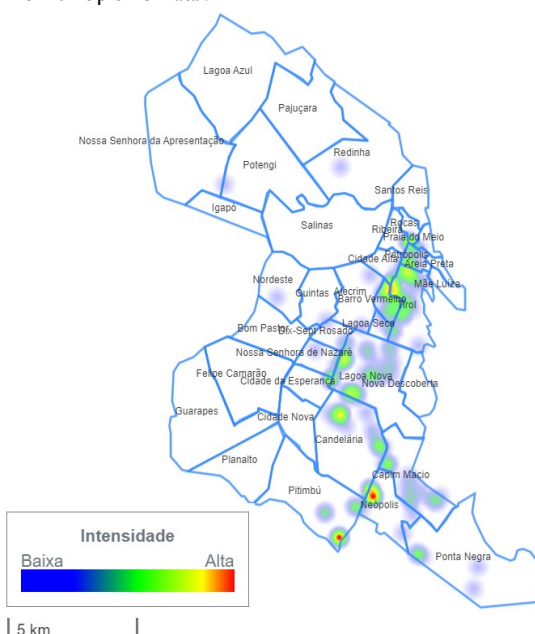 Lagoa Azul
Pajuçara
Nossa Senhora da Apresentação
Potengi
Redinha
Santos Reis
Igapó
Salinas
Rocas
Ribeira
Praia do Meio
Petrópolis
Cidade Alta
Areia Preta
Mãe Luiza
Nordeste
Quintas
Alecrim
Barro Vermelho
Tirol
Bom Pastor
Dix-Sept Rosado
Lagoa Seca
Nossa Senhora de Nazaré
Felipe Camarão
Cidade da Esperança
Lagoa Nova
Nova Descoberta
Guarapes
Cidade Nova
Candelária
Planalto
Pitimbú
Capim Macio
Neópolis
Ponta Negra
Intensidade
Baixa
Alta
5 km